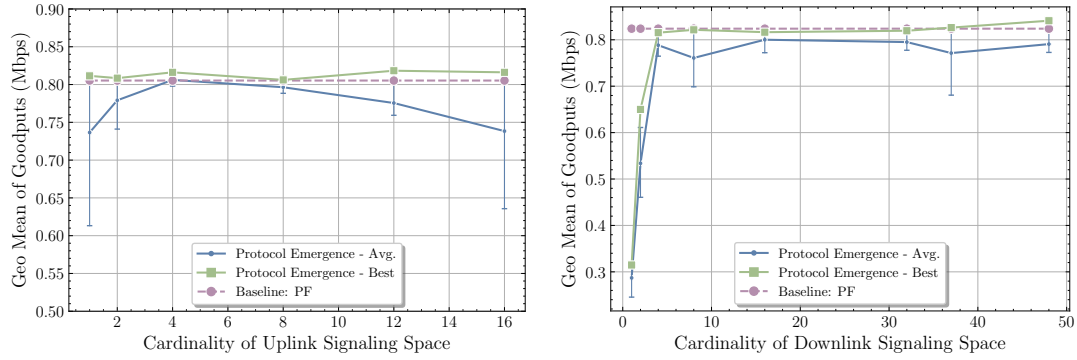 0.90
0.85
0.80
0.75
0.70
0.65
0.60
0.55
0.50
Geo Mean of Goodputs (Mbps)
2 4 6 8 10 12 14 16
Cardinality of Uplink Signaling Space
Protocol Emergence - Avg.
Protocol Emergence - Best
Baseline: PF
0.8
0.7
0.6
0.5
0.4
0.3
Geo Mean of Goodputs (Mbps)
0 10 20 30 40 50
Cardinality of Downlink Signaling Space
Protocol Emergence - Avg.
Protocol Emergence - Best
Baseline: PF